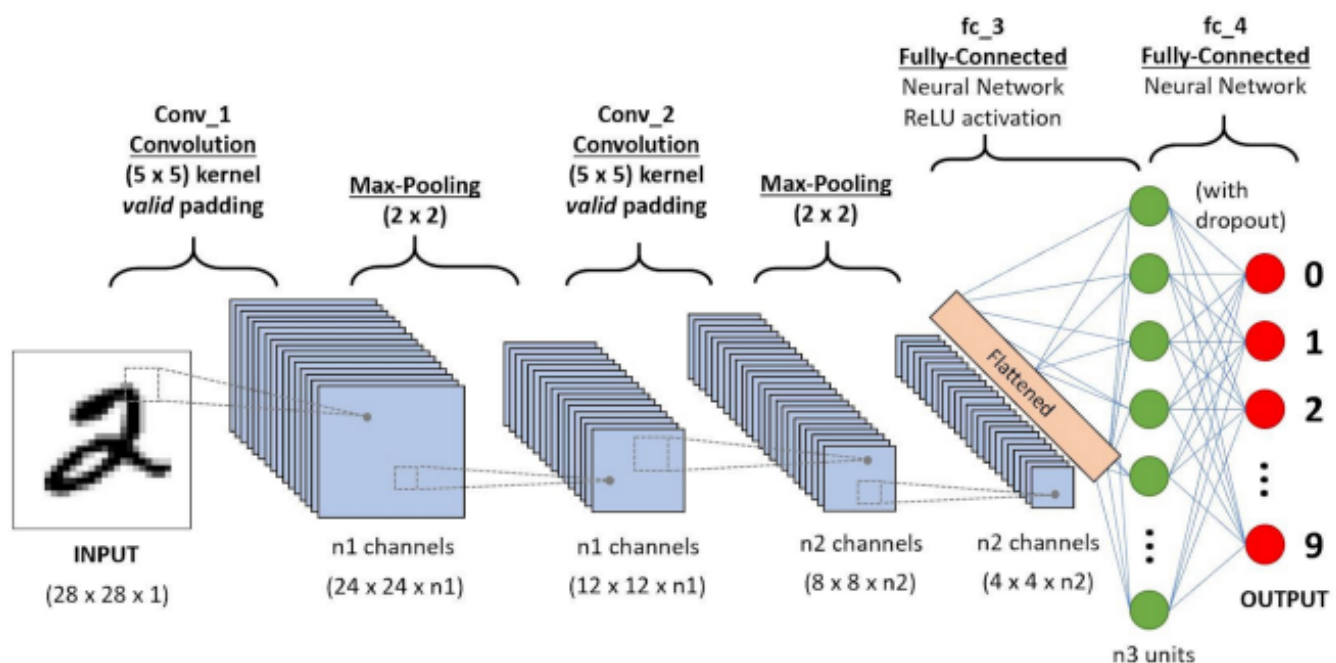 Conv_1
Convolution
(5 x 5) kernel
valid padding
Max-Pooling
(2 x 2)
Conv_2
Convolution
(5 x 5) kernel
valid padding
Max-Pooling
(2 x 2)
fc_3
Fully-Connected
Neural Network
ReLU activation
fc_4
Fully-Connected
Neural Network
(with
dropout)
Flattened
0
1
2
9
2
INPUT
(28 x 28 x 1)
n1 channels
(24 x 24 x n1)
n1 channels
(12 x 12 x n1)
n2 channels
(8 x 8 x n2)
n2 channels
(4 x 4 x n2)
n3 units
OUTPUT